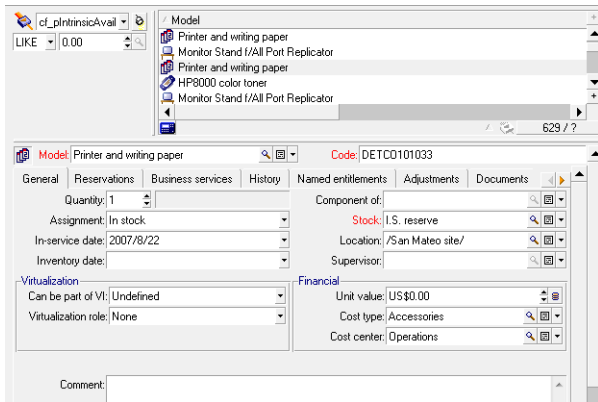 cf_pIntrinsicAvail
LIKE 0.00
Model
Printer and writing paper
Monitor Stand f/All Port Replicator
Printer and writing paper
HP8000 color toner
Monitor Stand f/All Port Replicator
629 / ?
Model: Printer and writing paper Code: DETC0101033
General Reservations Business services History Named entitlements Adjustments Documents
Quantity: 1 Component of:
Assignment: In stock Stock: I.S. reserve
In-service date: 2007/8/22 Location: /San Mateo site/
Inventory date: Supervisor:
Virtualization Financial
Can be part of VI: Undefined Unit value: US$0.00
Virtualization role: None Cost type: Accessories
Cost center: Operations
Comment: